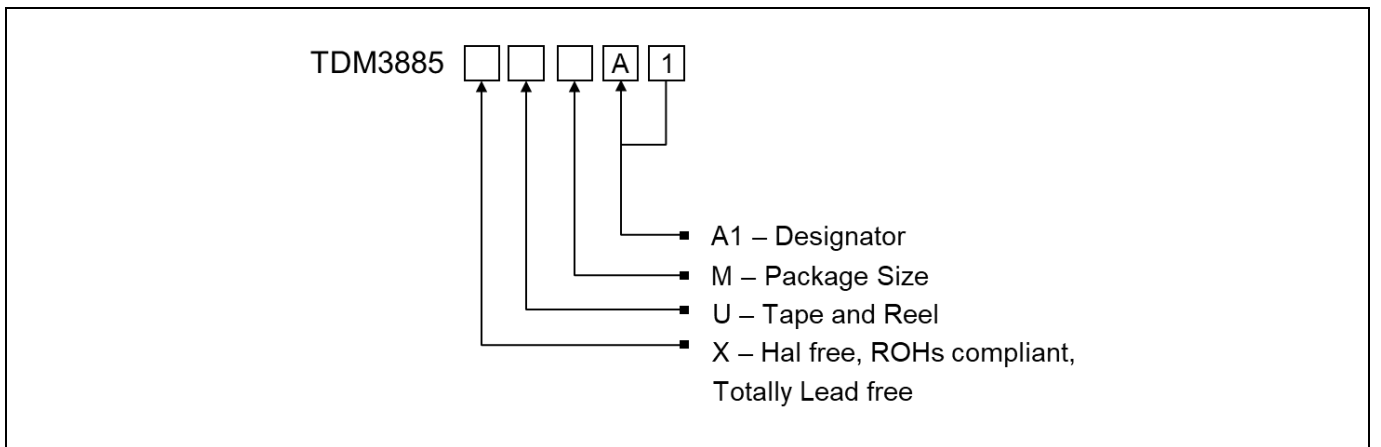 TDM3885 A 1
A1 – Designator
M – Package Size
U – Tape and Reel
X – Hal free, ROHs compliant,
Totally Lead free